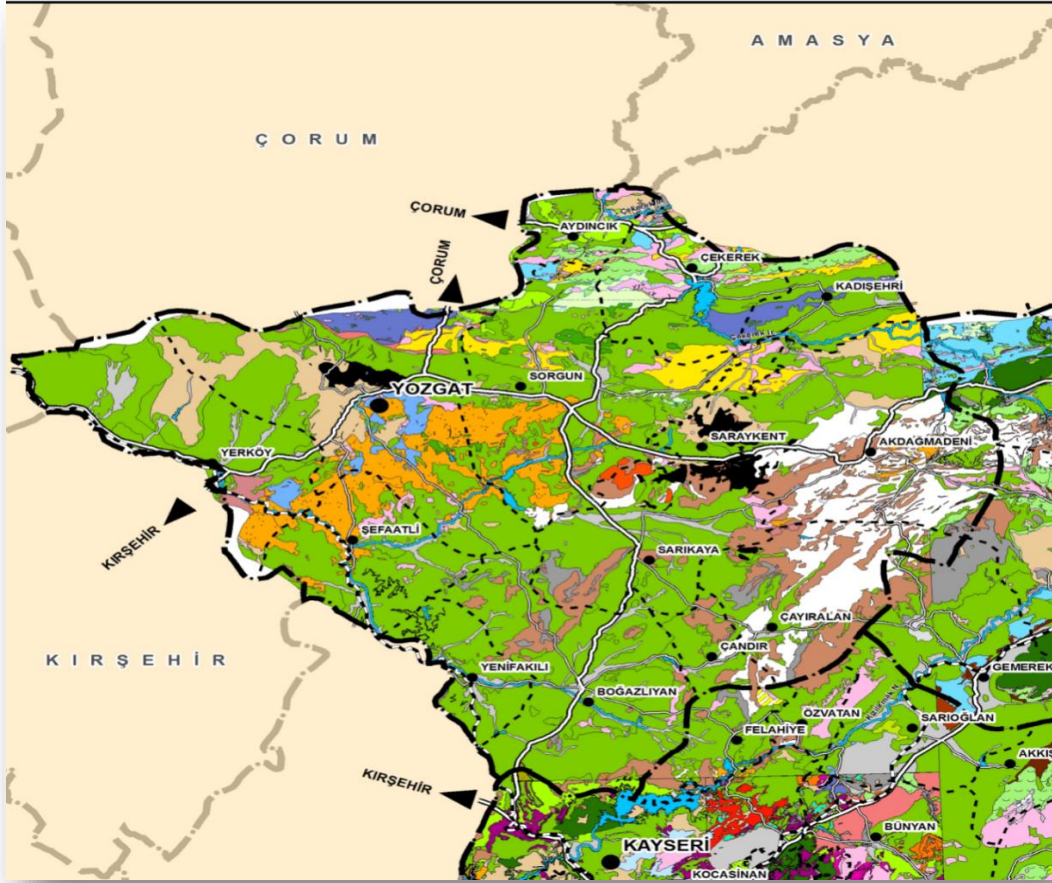 AMASYA
ÇORUM
ÇORUM
AYDINCIK
ÇORUM
ÇEKEREK
KADIŞEHRİ
SORGUN
YOZGAT
SARAYKENT
AKDAĞMADENİ
YERKÖY
KIRŞEHİR
ŞEFAATLİ
SARIKAYA
ÇAYIRALAN
ÇANDIR
KIRŞEHİR
YENİFAKILI
GEMEREK
BOĞAZLIYAN
ÖZVATAN
SARIOĞLAN
FELAHİYE
AKKIŞ
KIRŞEHİR
BÜNYAN
KAYSERİ
KOCASİNAN